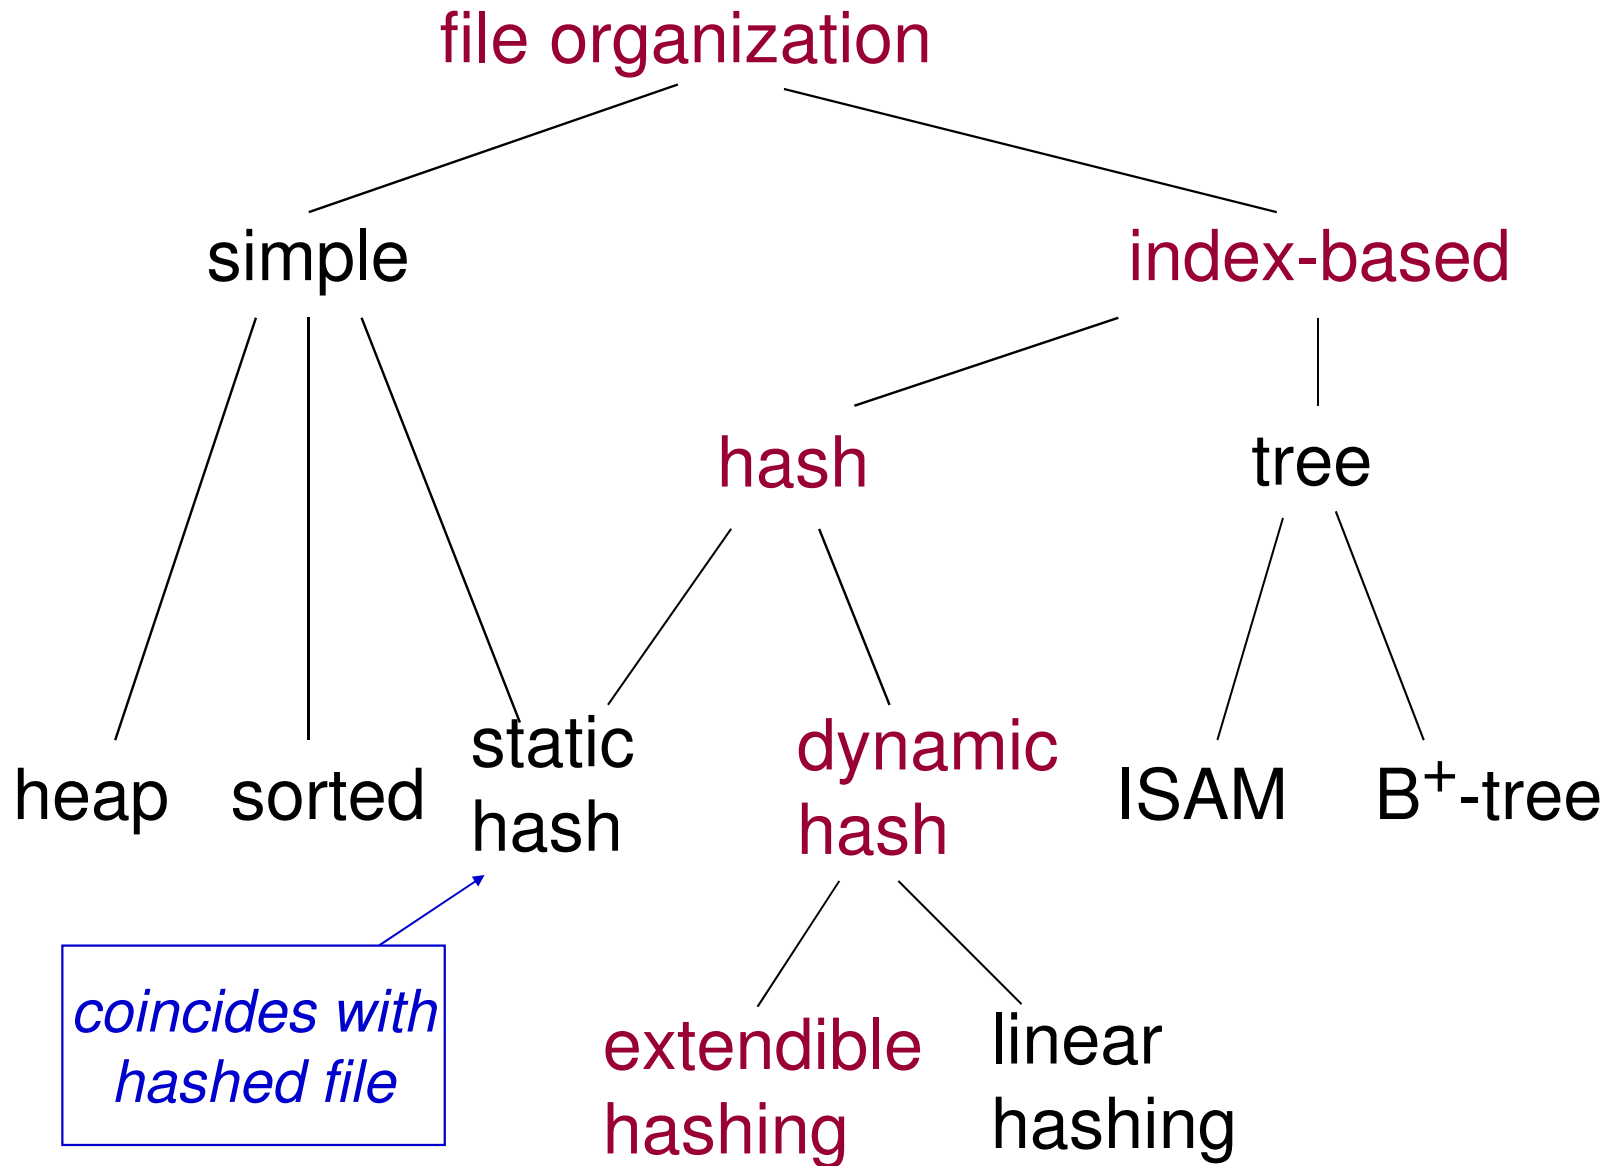 file organization
simple
index-based
hash
tree
static
hash
dynamic
hash
heap
sorted
ISAM
B⁺-tree
coincides with
hashed file
extendible
hashing
linear
hashing